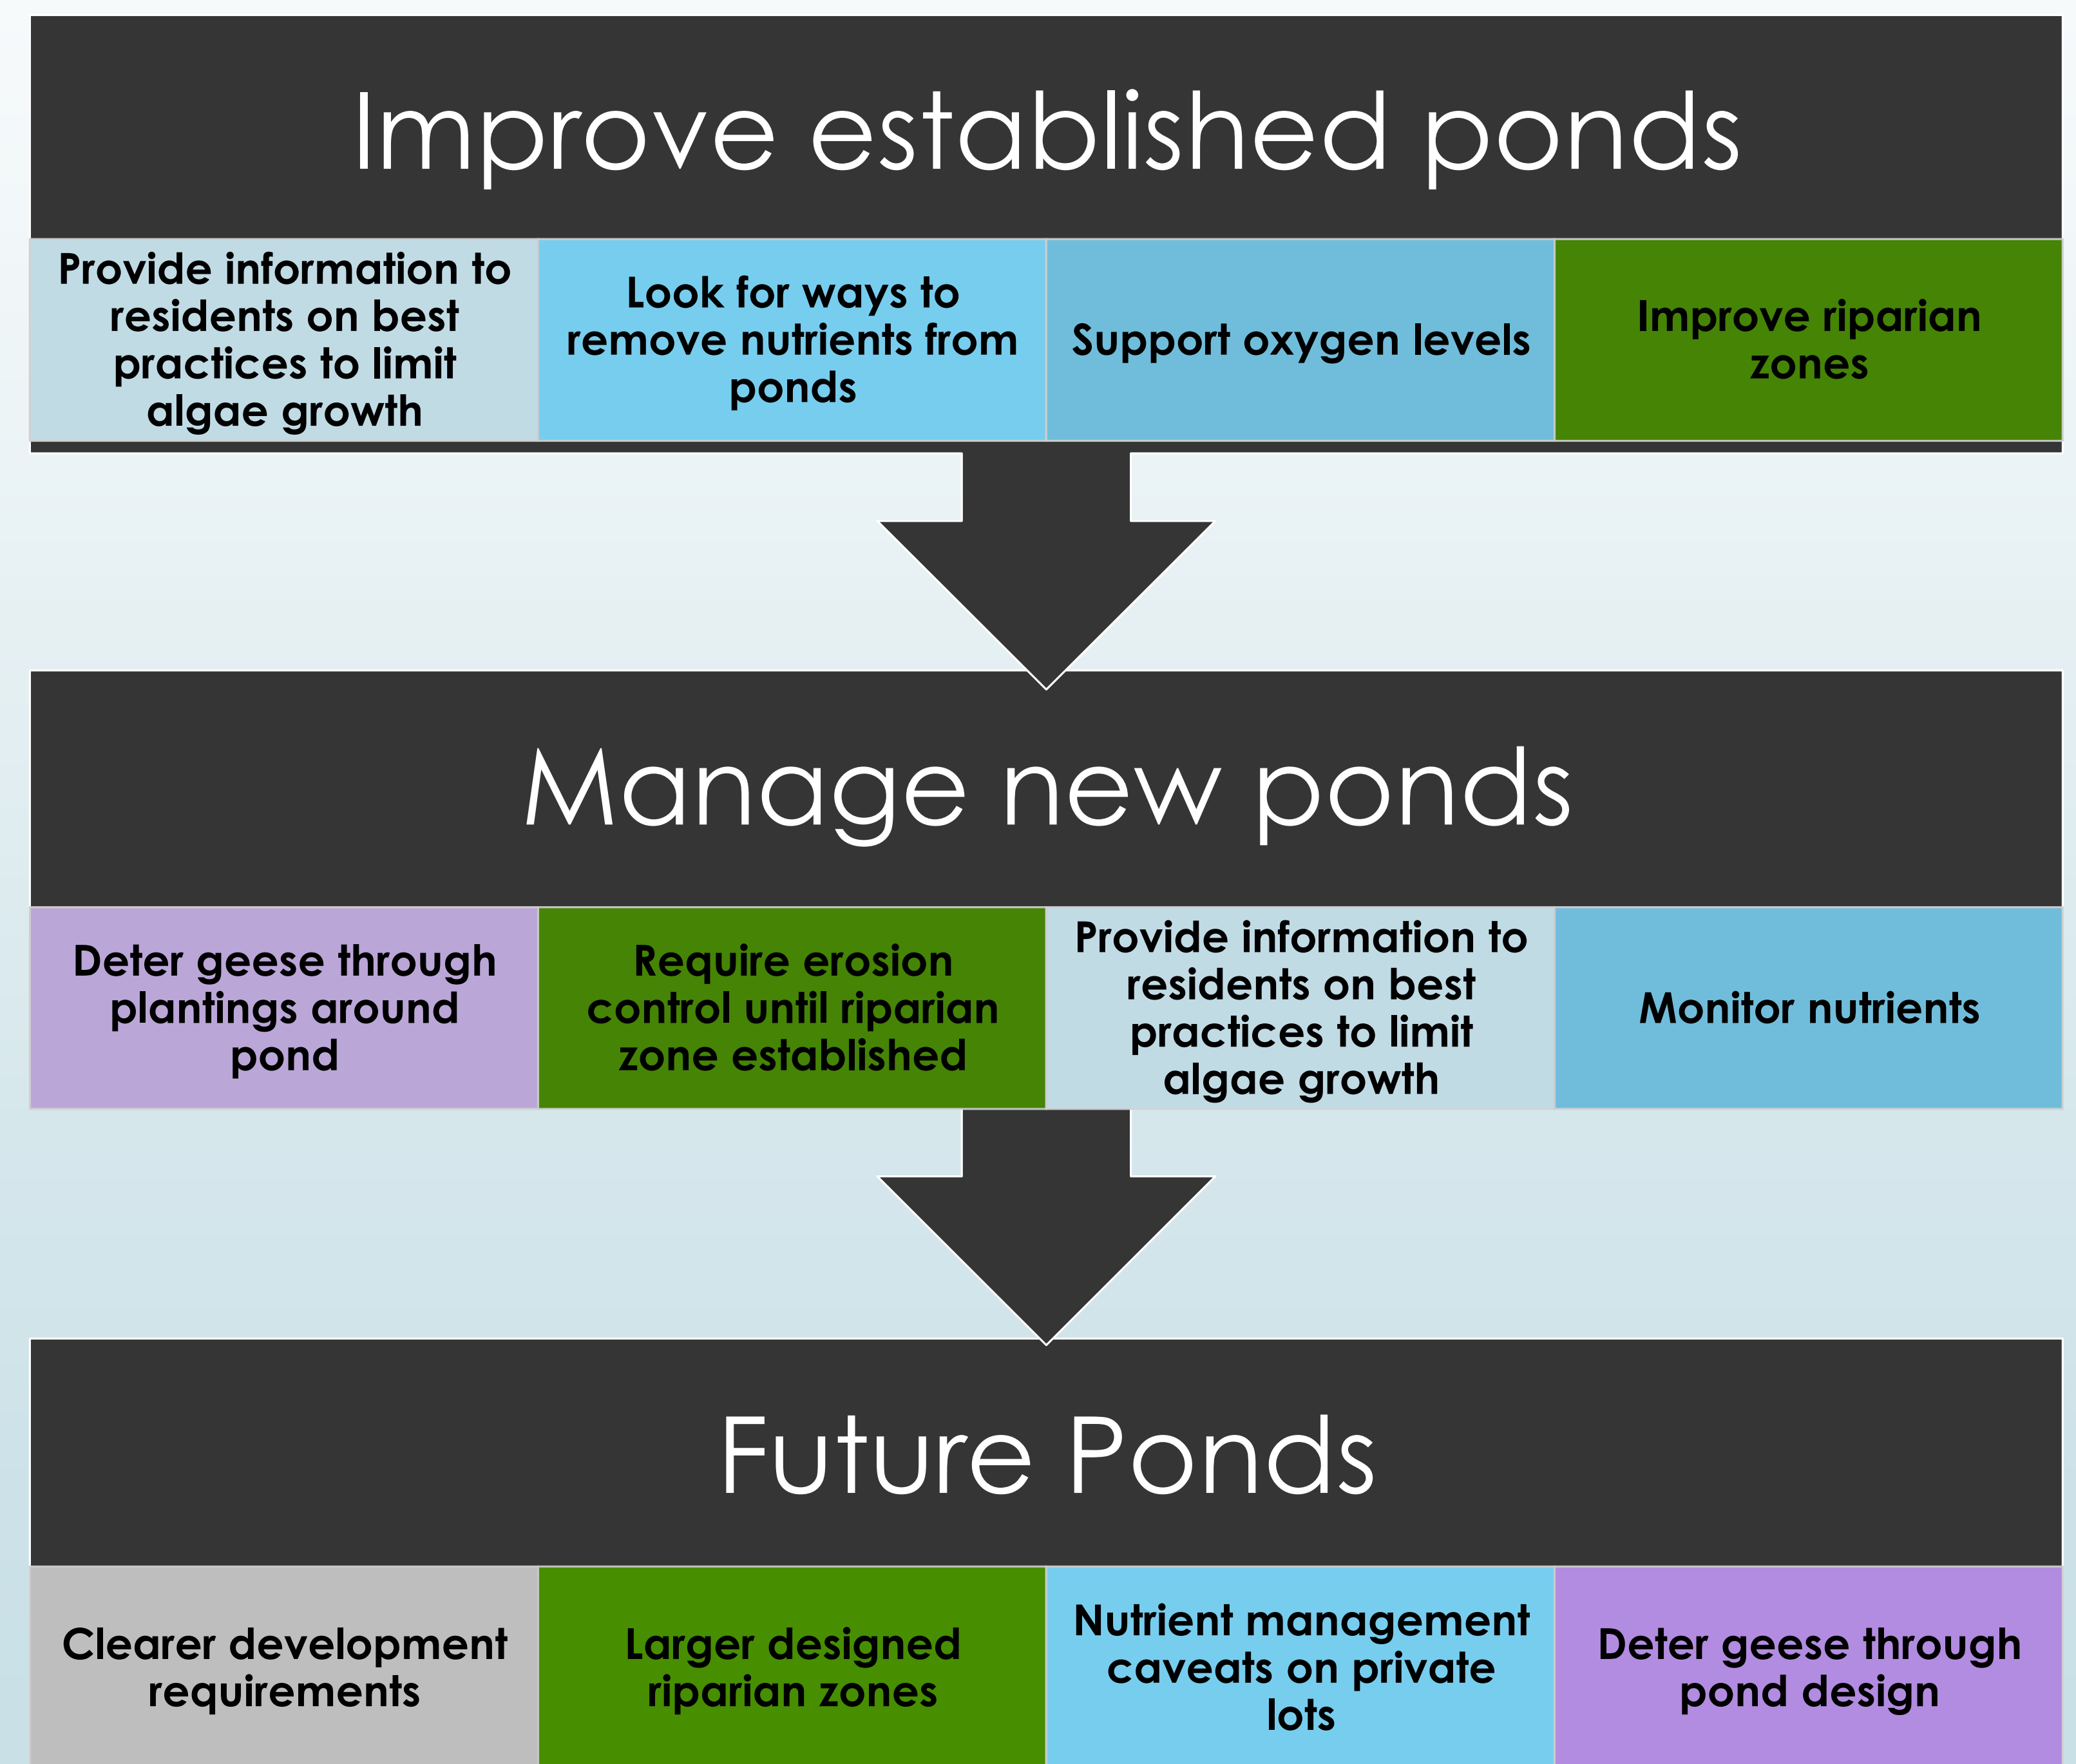 Improve established ponds
Provide information to
residents on best
practices to limit
algae growth
Look for ways to
remove nutrients from
ponds
Support oxygen levels
Improve riparian
zones
Manage new ponds
Deter geese through
plantings around
pond
Require erosion
control until riparian
zone established
Provide information to
residents on best
practices to limit
algae growth
Monitor nutrients
Future Ponds
Clearer development
requirements
Larger designed
riparian zones
Nutrient management
caveats on private
lots
Deter geese through
pond design